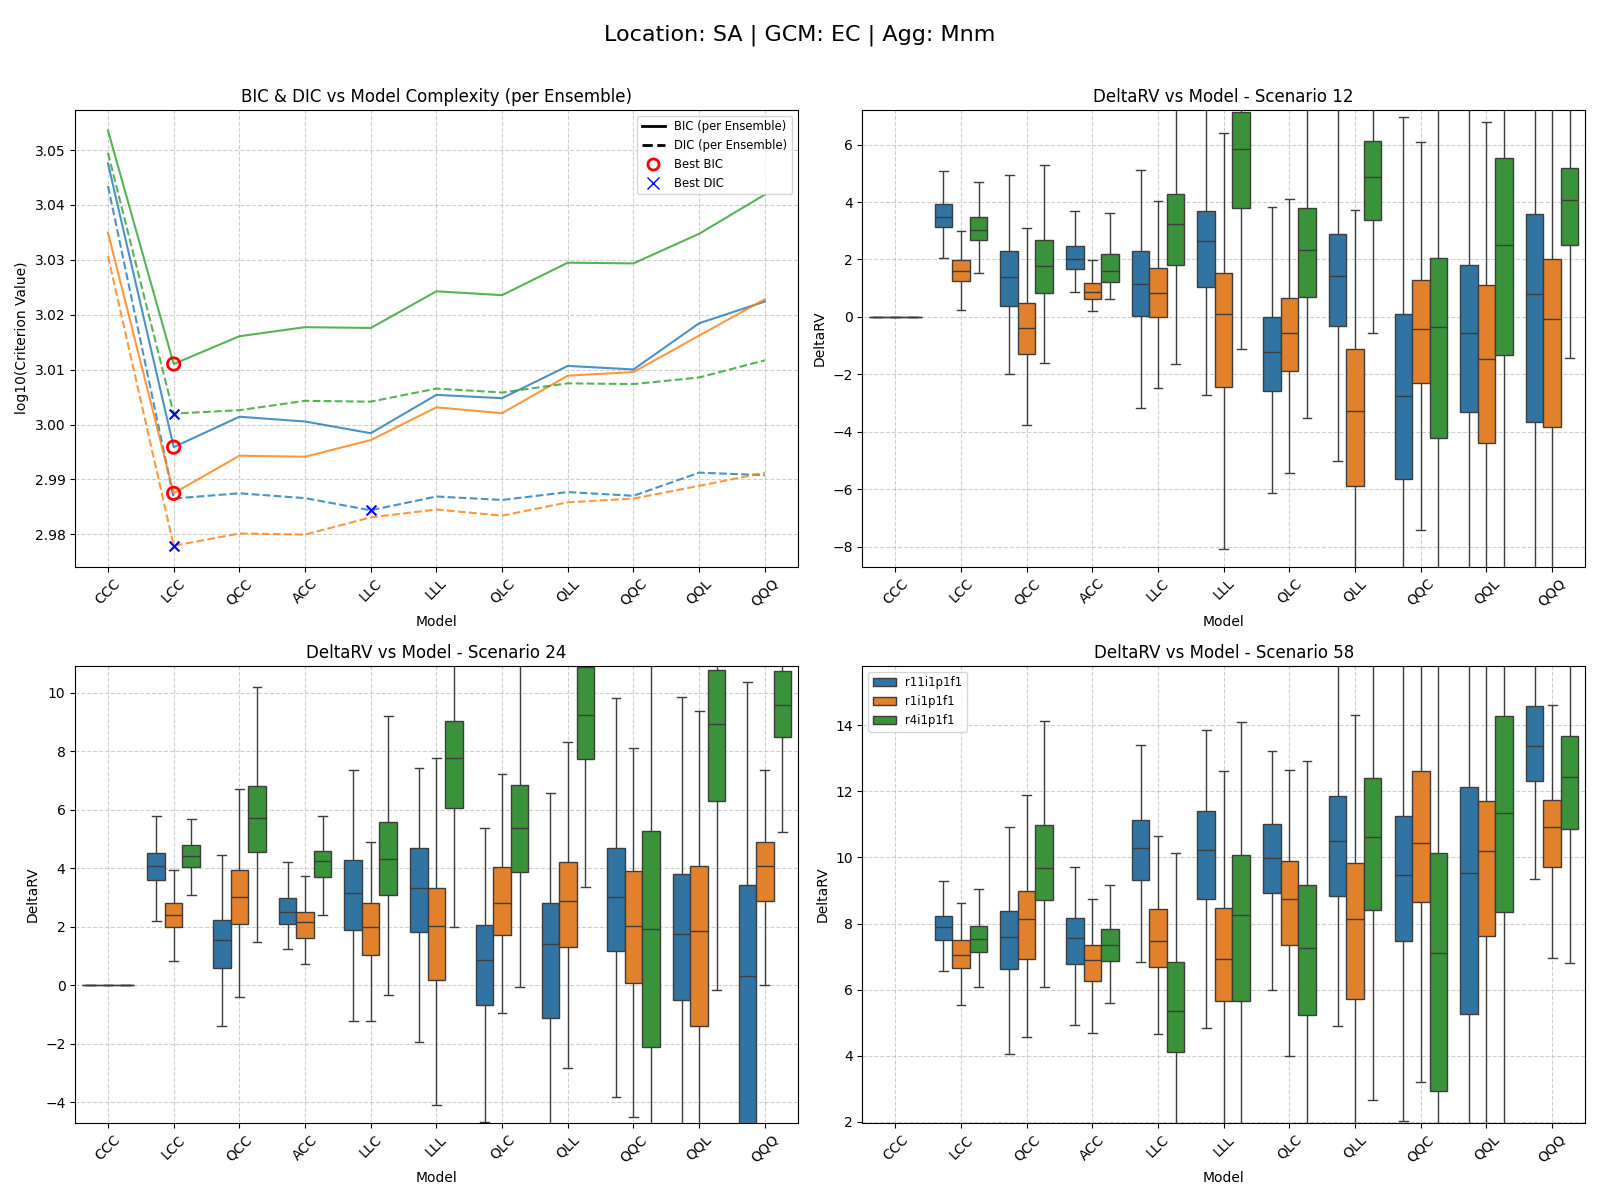 Location: SA | GCM: EC | Agg: Mnm
BIC & DIC vs Model Complexity (per Ensemble)
log10(Criterion Value)
3.05
3.04
3.03
3.02
3.01
3.00
2.99
2.98
BIC (per Ensemble)
DIC (per Ensemble)
Best BIC
Best DIC
CCC
LCC
QCC
ACC
LLC
LLL
QLC
QLL
QQC
QQL
QQQ
Model
DeltaRV vs Model - Scenario 12
DeltaRV
6
4
2
0
−2
−4
−6
−8
CCC
LCC
QCC
ACC
LLC
LLL
QLC
QLL
QQC
QQL
QQQ
Model
DeltaRV vs Model - Scenario 24
DeltaRV
10
8
6
4
2
0
−2
−4
CCC
LCC
QCC
ACC
LLC
LLL
QLC
QLL
QQC
QQL
QQQ
Model
DeltaRV vs Model - Scenario 58
DeltaRV
14
12
10
8
6
4
2
r11i1p1f1
r1i1p1f1
r4i1p1f1
CCC
LCC
QCC
ACC
LLC
LLL
QLC
QLL
QQC
QQL
QQQ
Model